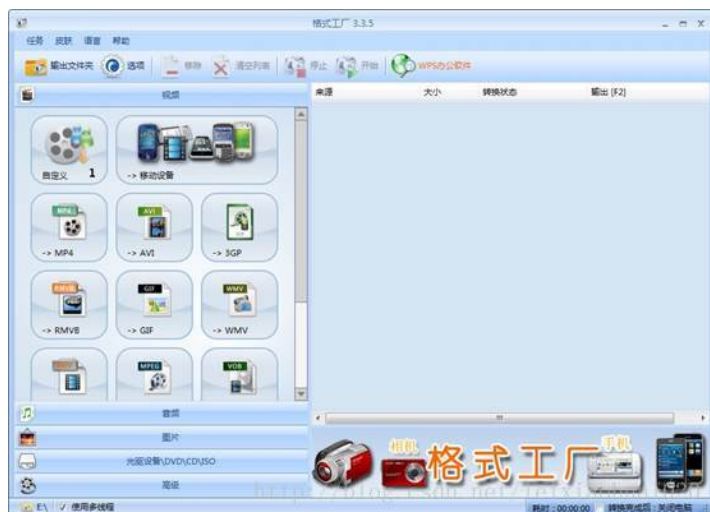 格式工厂 3.3.5
任务 皮肤 语言 帮助
输出文件夹 选项 移除 清空列表 停止 开始 WPS办公软件
视频
来源 大小 转换状态 输出 [F2]
自定义 1
-> 移动设备
MP4 AVI
-> MP4 -> AVI -> 3GP
RMVB GIF WMV
-> RMVB -> GIF -> WMV
MPEG VOB
音频
图片
光驱设备\DVD\CD\ISO
高级
相机 格式工厂 手机
E:\ 使用多线程 耗时 : 00:00:00 转换完成后 : 关闭电脑